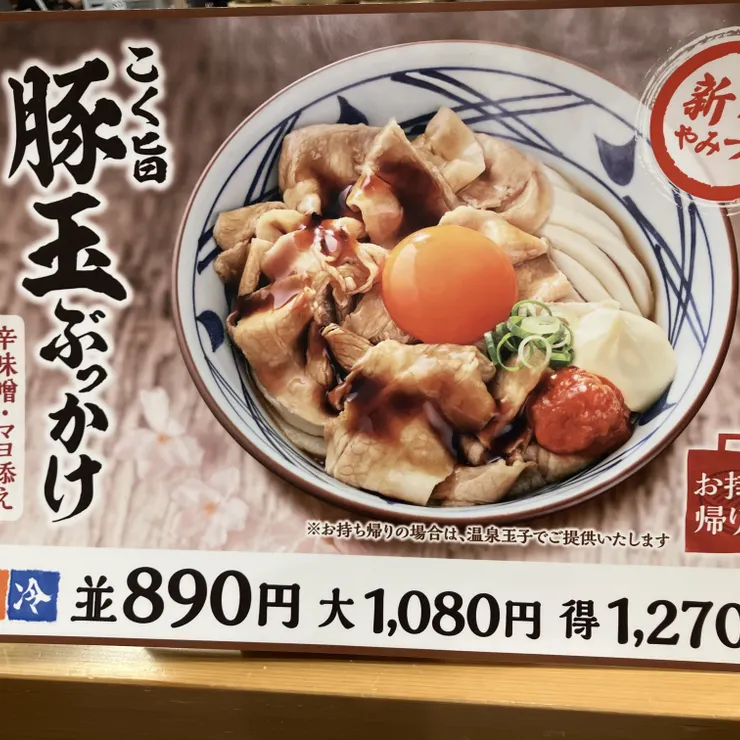 こく旨
豚玉ぶっかけ
辛味噌・マヨ添え
新
やみつ
お持
帰り
※お持ち帰りの場合は、温泉玉子でご提供いたします
冷 並890円 大1,080円 得1,270